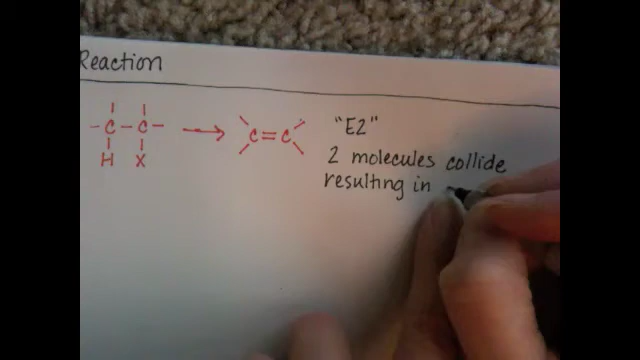 Reaction
-C-C- → C=C
H X
"E2"
2 molecules collide
resulting in